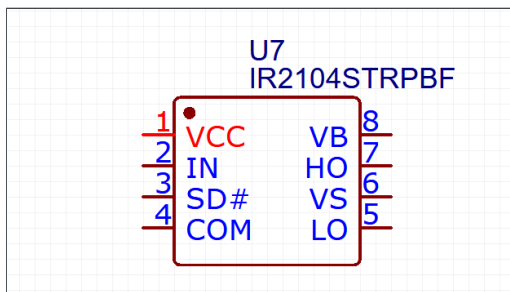 U7
IR2104STRPBF
1 VCC VB 8
2 IN HO 7
3 SD# VS 6
4 COM LO 5